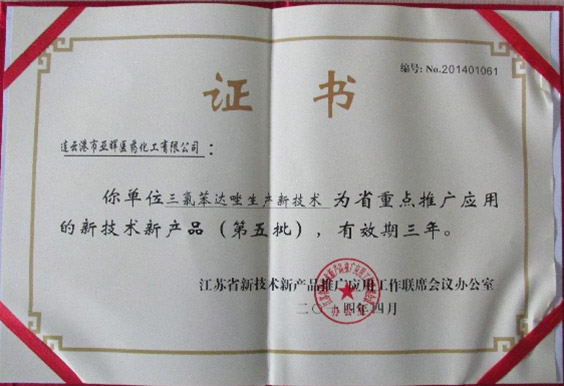 编号: No.201401061
证书
连云港市亚晖医药化工有限公司:
你单位三氯苯达唑生产新技术为省重点推广应用
的新技术新产品（第五批），有效期三年。
江苏省新技术新产品推广应用工作联席会议办公室
二〇一四年四月